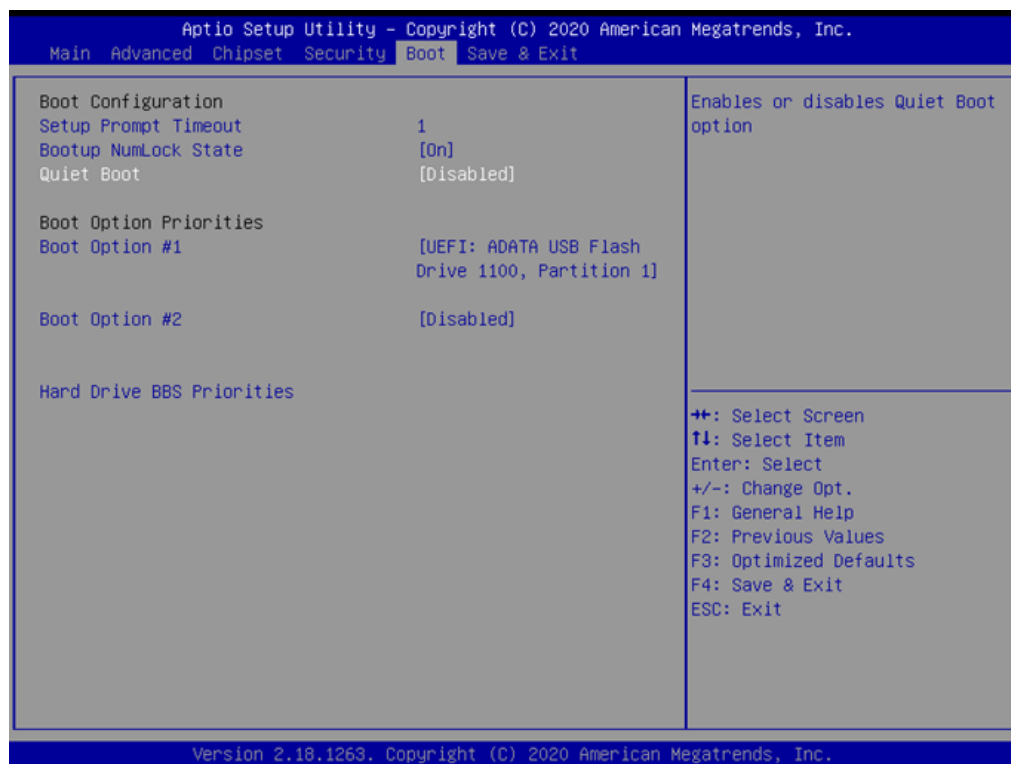 Aptio Setup Utility – Copyright (C) 2020 American Megatrends, Inc.
Main Advanced Chipset Security Boot Save & Exit
Boot Configuration
Setup Prompt Timeout 1
Bootup NumLock State [On]
Quiet Boot [Disabled]
Boot Option Priorities
Boot Option #1 [UEFI: ADATA USB Flash
Drive 1100, Partition 1]
Boot Option #2 [Disabled]
Hard Drive BBS Priorities
Enables or disables Quiet Boot
option
→←: Select Screen
↑↓: Select Item
Enter: Select
+/-: Change Opt.
F1: General Help
F2: Previous Values
F3: Optimized Defaults
F4: Save & Exit
ESC: Exit
Version 2.18.1263. Copyright (C) 2020 American Megatrends, Inc.